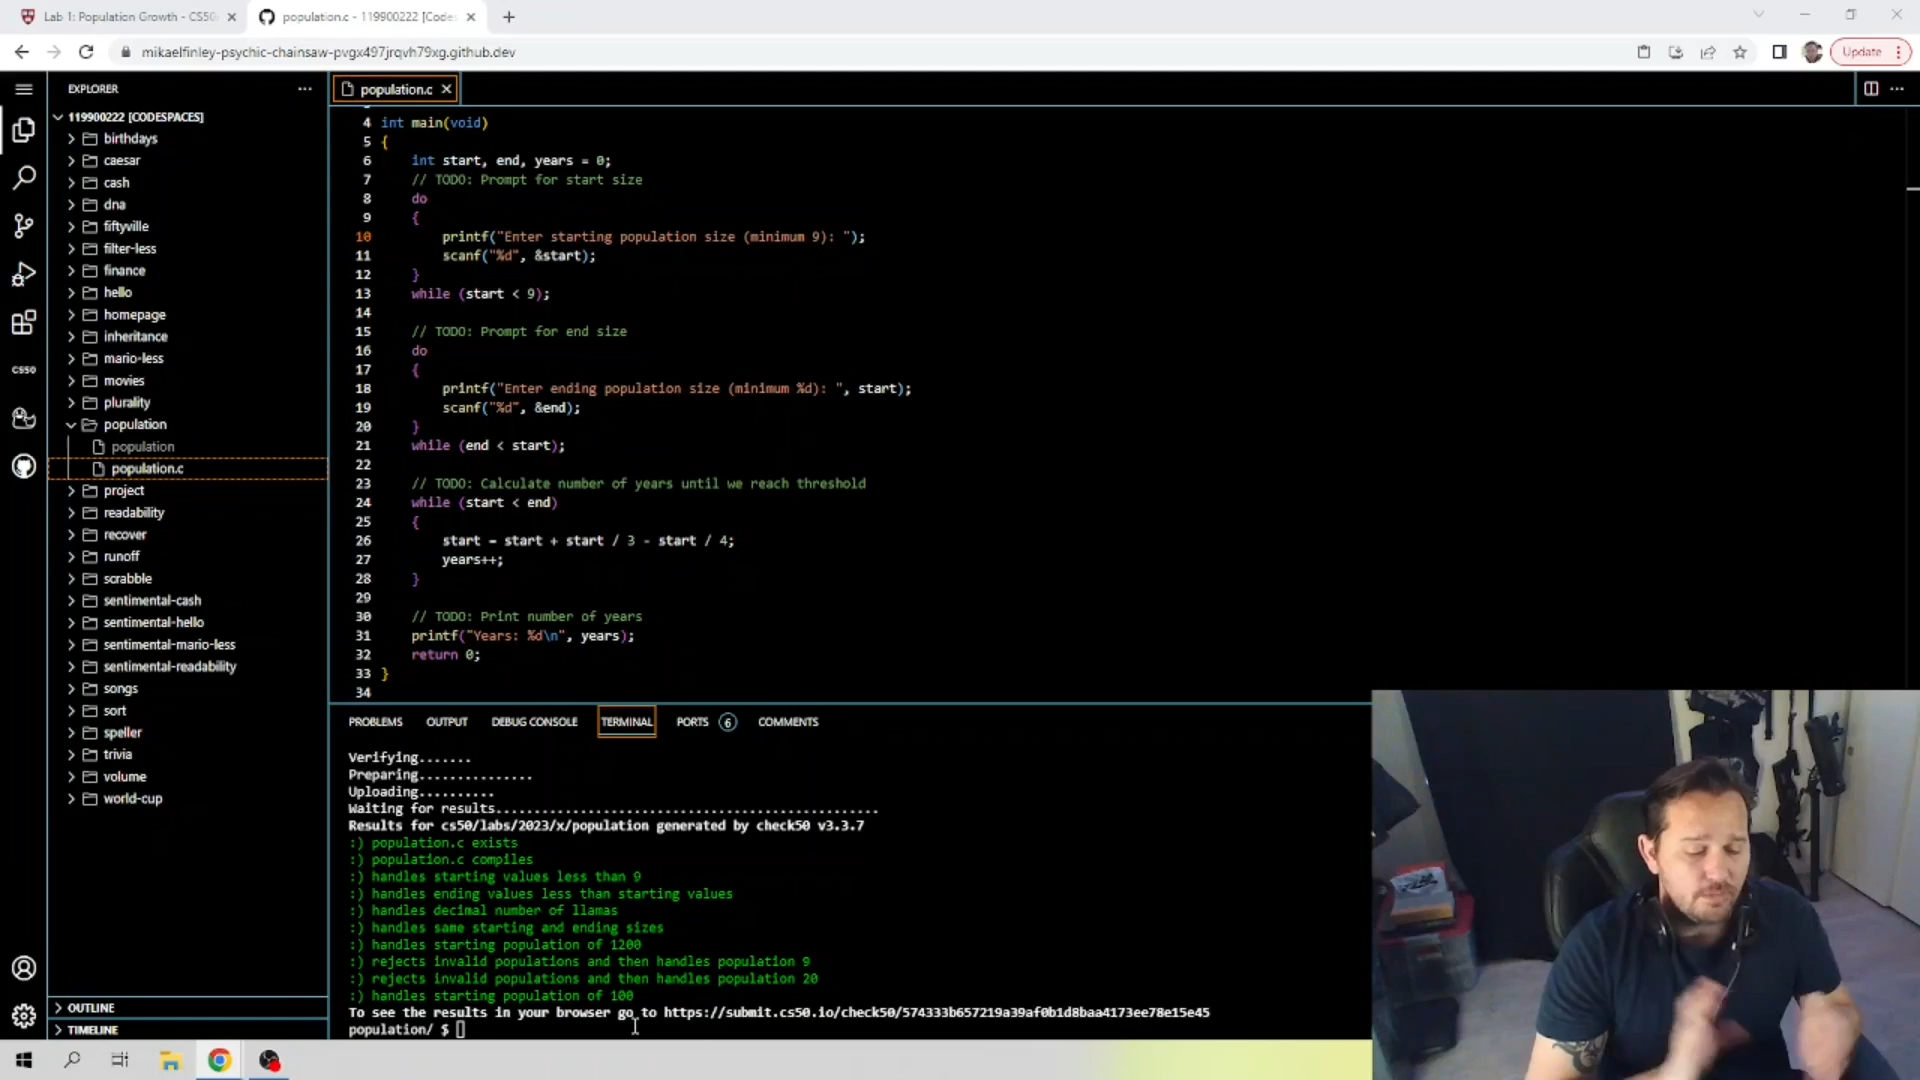 Lab 1: Population Growth - CS50
population.c - 119900222 [Codes
mikaelfinley-psychic-chainsaw-pvgx497jrqvh79xg.github.dev
Update
EXPLORER
119900222 [CODESPACES]
birthdays
caesar
cash
dna
fiftyville
filter-less
finance
hello
homepage
inheritance
mario-less
movies
plurality
population
population
population.c
project
readability
recover
runoff
scrabble
sentimental-cash
sentimental-hello
sentimental-mario-less
sentimental-readability
songs
sort
speller
trivia
volume
world-cup
OUTLINE
TIMELINE
CS50
population.c
4 int main(void)
5 {
6 int start, end, years = 0;
7 // TODO: Prompt for start size
8 do
9 {
10 printf("Enter starting population size (minimum 9): ");
11 scanf("%d", &start);
12 }
13 while (start < 9);
14
15 // TODO: Prompt for end size
16 do
17 {
18 printf("Enter ending population size (minimum %d): ", start);
19 scanf("%d", &end);
20 }
21 while (end < start);
22
23 // TODO: Calculate number of years until we reach threshold
24 while (start < end)
25 {
26 start = start + start / 3 - start / 4;
27 years++;
28 }
29
30 // TODO: Print number of years
31 printf("Years: %d\n", years);
32 return 0;
33 }
34
PROBLEMS OUTPUT DEBUG CONSOLE TERMINAL PORTS 6 COMMENTS
Verifying.......
Preparing...............
Uploading..........
Waiting for results..................................................
Results for cs50/labs/2023/x/population generated by check50 v3.3.7
:) population.c exists
:) population.c compiles
:) handles starting values less than 9
:) handles ending values less than starting values
:) handles decimal number of llamas
:) handles same starting and ending sizes
:) handles starting population of 1200
:) rejects invalid populations and then handles population 9
:) rejects invalid populations and then handles population 20
:) handles starting population of 100
To see the results in your browser go to https://submit.cs50.io/check50/574333b657219a39af0b1d8baa4173ee78e15e45
population/ $